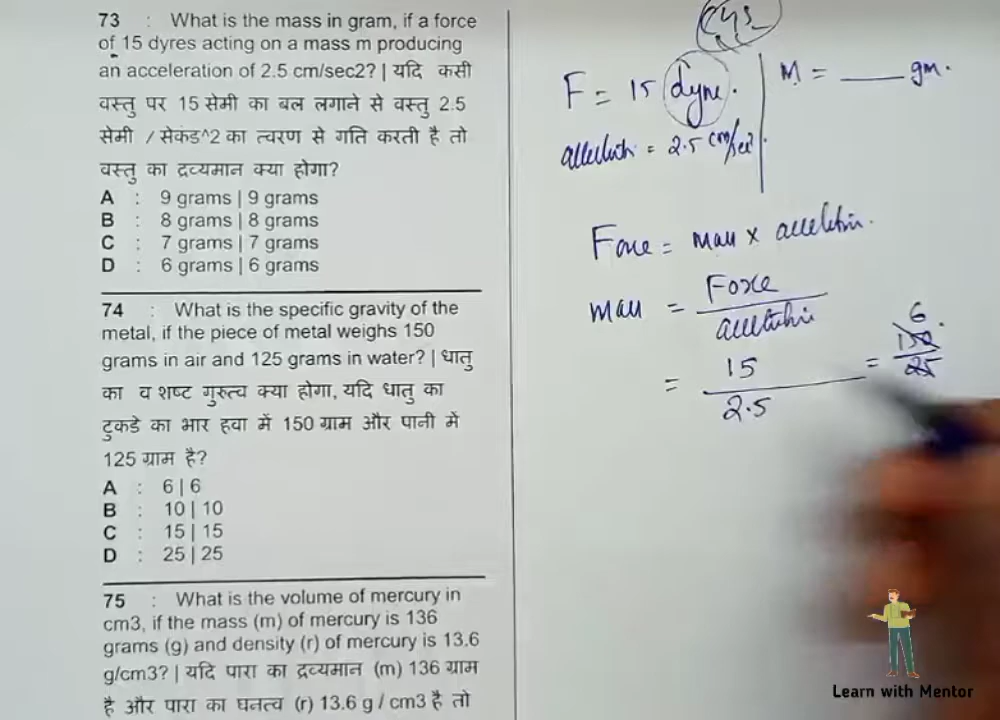 73 : What is the mass in gram, if a force
of 15 dyres acting on a mass m producing
an acceleration of 2.5 cm/sec2? | यदि कसी
वस्तु पर 15 सेमी का बल लगाने से वस्तु 2.5
सेमी / सेकंड^2 का त्वरण से गति करती है तो
वस्तु का द्रव्यमान क्या होगा?
A : 9 grams | 9 grams
B : 8 grams | 8 grams
C : 7 grams | 7 grams
D : 6 grams | 6 grams
74 : What is the specific gravity of the
metal, if the piece of metal weighs 150
grams in air and 125 grams in water? | धातु
का व शष्ट गुरुत्व क्या होगा, यदि धातु का
टुकडे का भार हवा में 150 ग्राम और पानी में
125 ग्राम है?
A : 6 | 6
B : 10 | 10
C : 15 | 15
D : 25 | 25
75 : What is the volume of mercury in
cm3, if the mass (m) of mercury is 136
grams (g) and density (r) of mercury is 13.6
g/cm3? | यदि पारा का द्रव्यमान (m) 136 ग्राम
है और पारा का घनत्व (r) 13.6 g / cm3 है तो
F = 15 dyne.
M = ___ gm.
= 2.5 cm/sec²
Force = mass x
mass = Force
= 15
2.5
= 150
25
6
Learn with Mentor